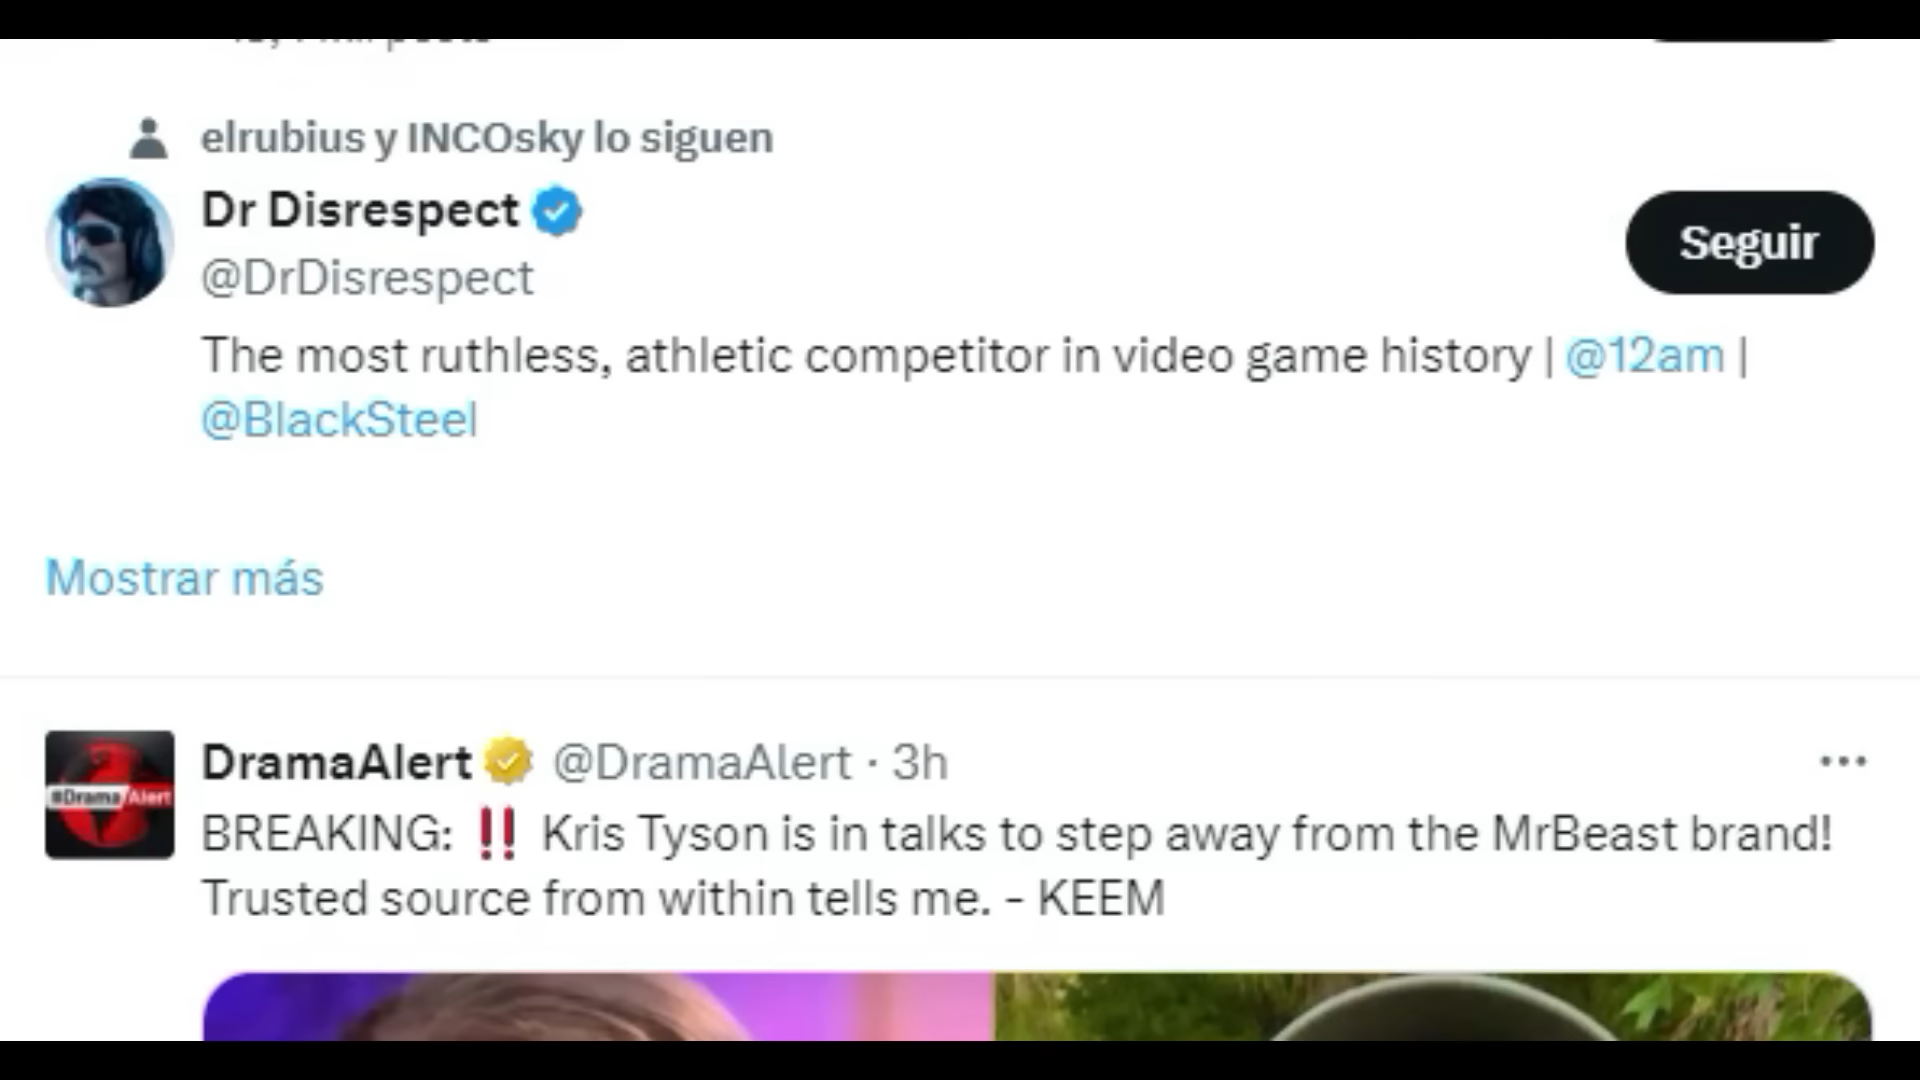 elrubius y INCOsky lo siguen
Dr Disrespect
@DrDisrespect
Seguir
The most ruthless, athletic competitor in video game history | @12am |
@BlackSteel
Mostrar más
#Drama Alert
DramaAlert @DramaAlert · 3h
BREAKING: ‼ Kris Tyson is in talks to step away from the MrBeast brand!
Trusted source from within tells me. - KEEM